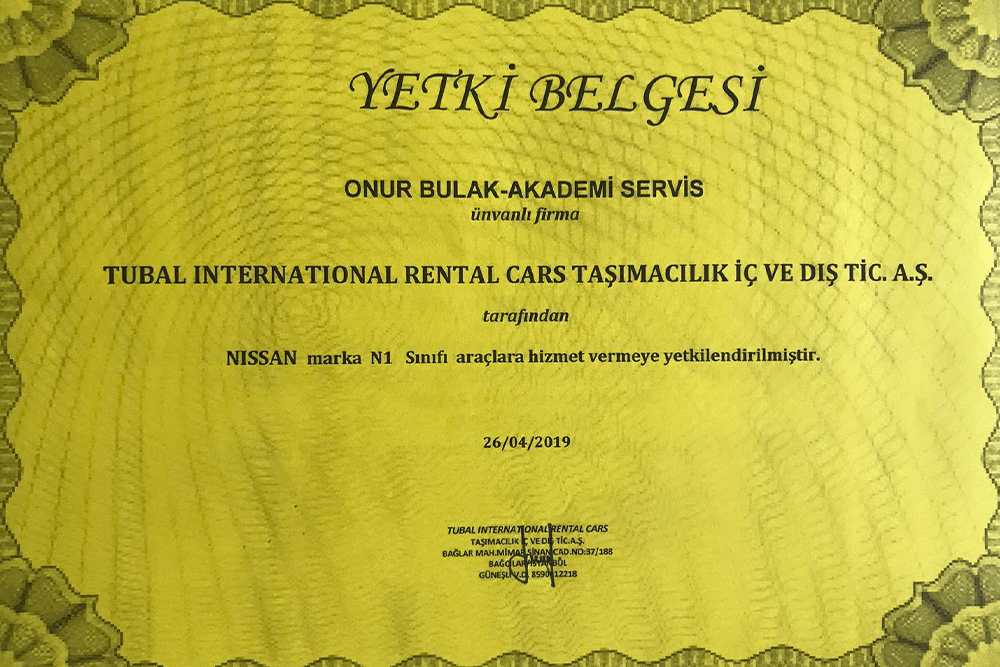 YETKİ BELGESİ
ONUR BULAK-AKADEMİ SERVİS
ünvanlı firma
TUBAL INTERNATIONAL RENTAL CARS TAŞIMACILIK İÇ VE DIŞ TİC. A.Ş.
tarafından
NISSAN marka N1 Sınıfı araçlara hizmet vermeye yetkilendirilmiştir.
26/04/2019
TUBAL INTERNATIONAL RENTAL CARS
TAŞIMACILIK İÇ VE DIŞ TİC.A.Ş.
BAĞLAR MAH.MİMAR SİNAN CAD.NO:37/188
BAĞCILAR/İSTANBUL
GÜNEŞLİ V.D.